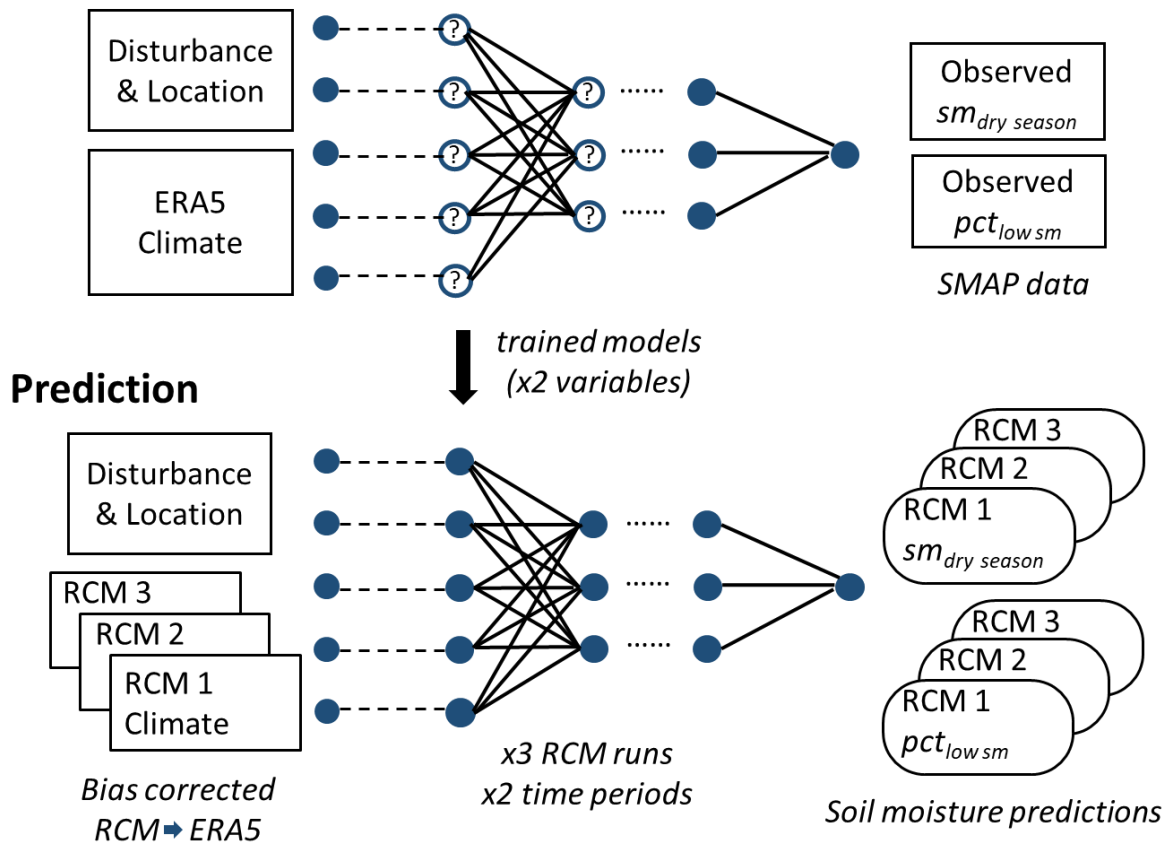 Disturbance
& Location
ERA5
Climate
?
?
?
?
?
?
?
?
......
......
......
Observed
sm dry season
Observed
pct low sm
SMAP data
trained models
(x2 variables)
Prediction
Disturbance
& Location
RCM 3
RCM 2
RCM 1
Climate
Bias corrected
RCM ➡ ERA5
......
......
......
x3 RCM runs
x2 time periods
RCM 3
RCM 2
RCM 1
sm dry season
RCM 3
RCM 2
RCM 1
pct low sm
Soil moisture predictions